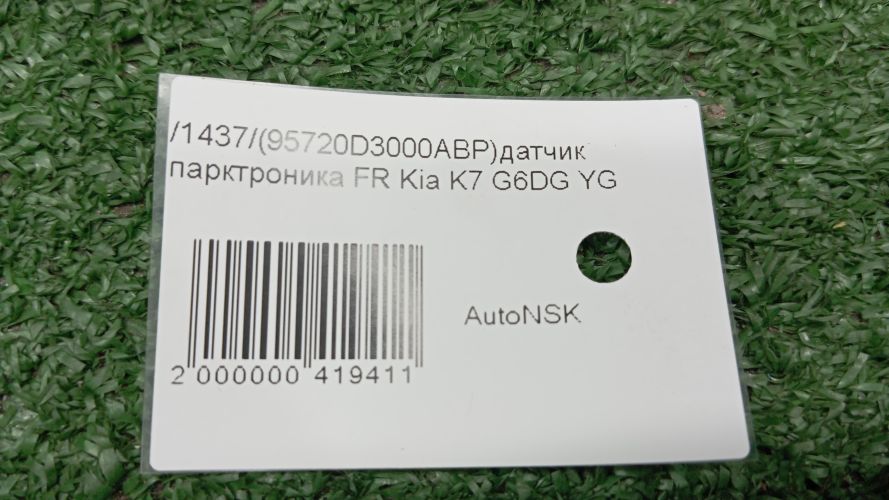 /1437/(95720D3000ABP)датчик
парктроника FR Kia K7 G6DG YG
AutoNSK
2 000000 419411